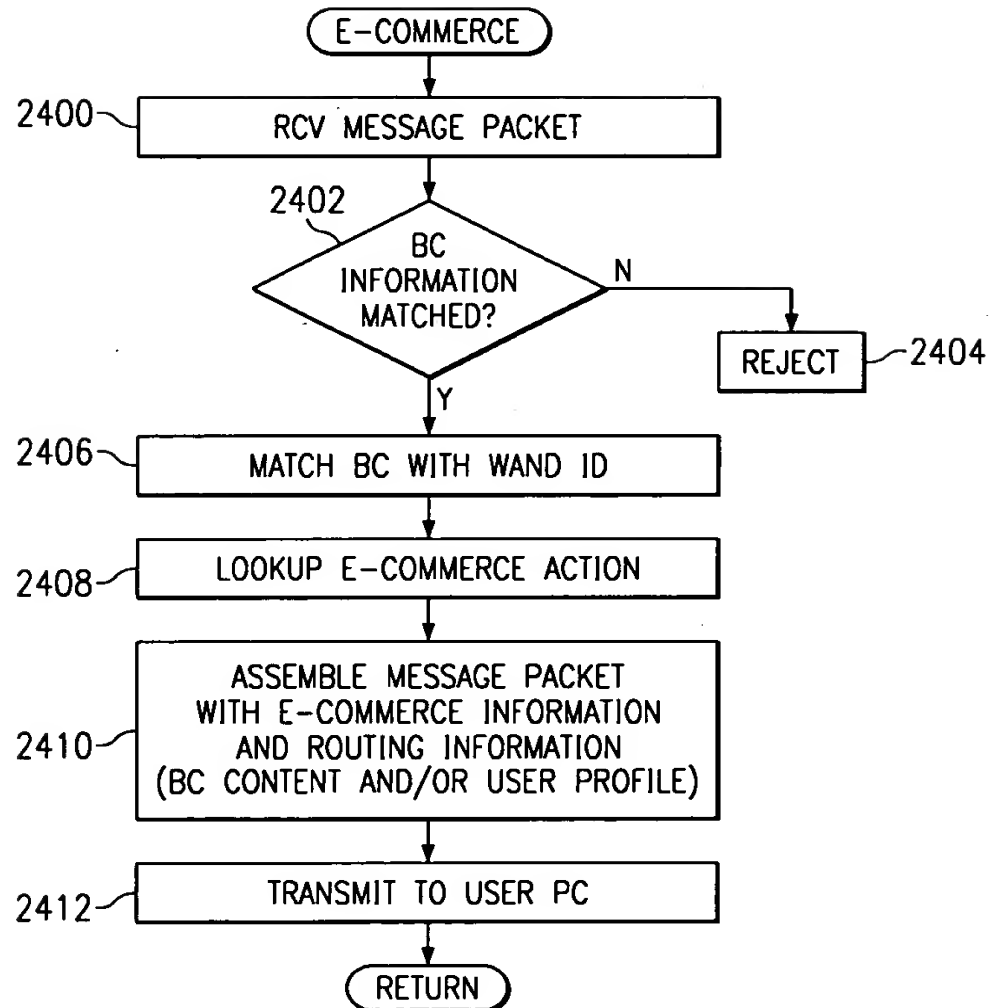 E-COMMERCE
2400
RCV MESSAGE PACKET
2402
BC
INFORMATION
MATCHED?
N
REJECT
2404
Y
2406
MATCH BC WITH WAND ID
2408
LOOKUP E-COMMERCE ACTION
2410
ASSEMBLE MESSAGE PACKET
WITH E-COMMERCE INFORMATION
AND ROUTING INFORMATION
(BC CONTENT AND/OR USER PROFILE)
2412
TRANSMIT TO USER PC
RETURN